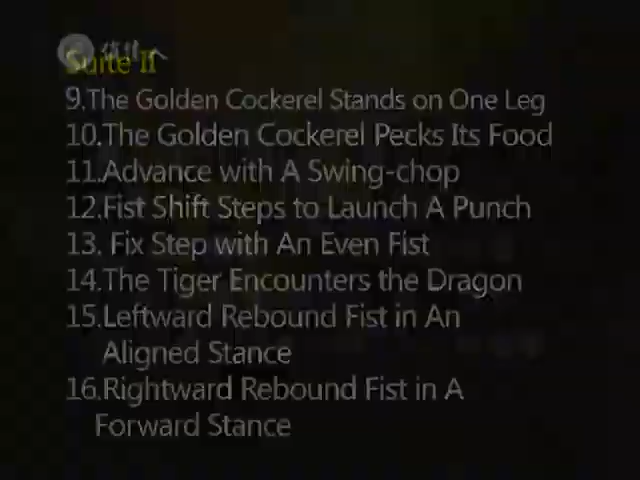 Suite II
9.The Golden Cockerel Stands on One Leg
10.The Golden Cockerel Pecks Its Food
11.Advance with A Swing-chop
12.Fist Shift Steps to Launch A Punch
13. Fix Step with An Even Fist
14.The Tiger Encounters the Dragon
15.Leftward Rebound Fist in An
Aligned Stance
16.Rightward Rebound Fist in A
Forward Stance